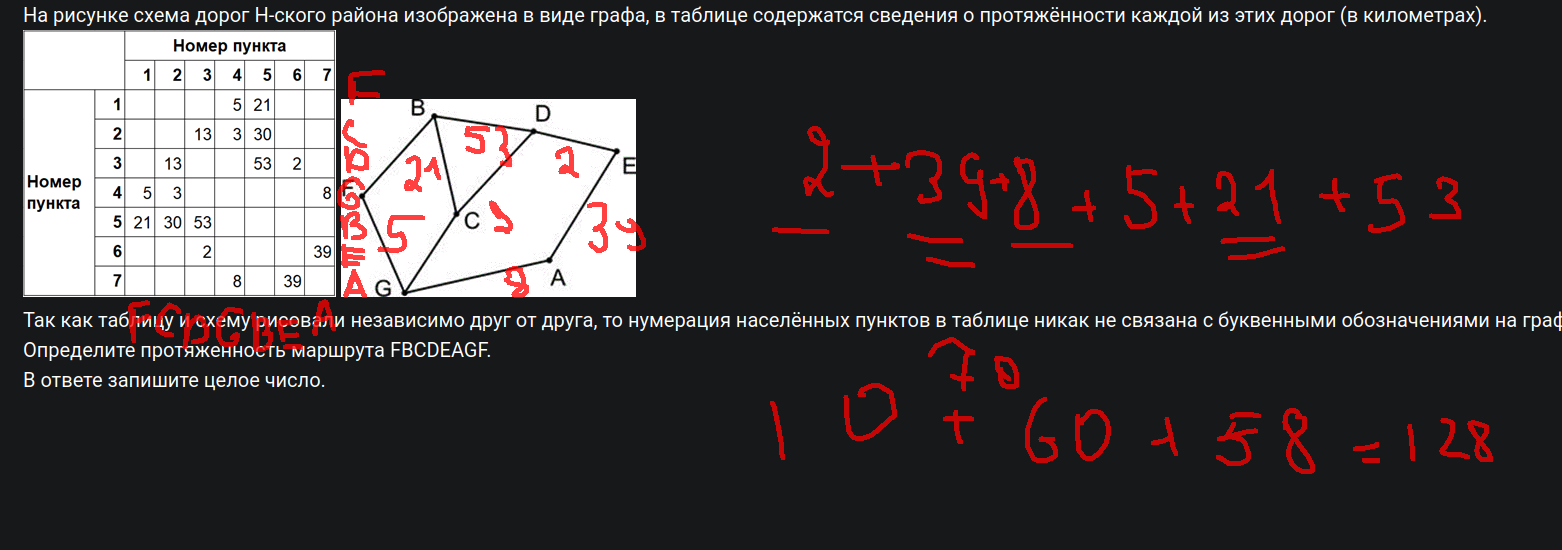 На рисунке схема дорог Н-ского района изображена в виде графа, в таблице содержатся сведения о протяжённости каждой из этих дорог (в километрах).
Номер пункта
1 2 3 4 5 6 7
Номер пункта
1 5 21
2 13 3 30
3 13 53 2
4 5 3 8
5 21 30 53
6 2 39
7 8 39
F
C
D
G
B
E
A
B
D
E
C
A
G
53
2
21
5
39
8
2+39+8+5+21+53
FCDGBEA
Так как таблицу и схему рисовали независимо друг от друга, то нумерация населённых пунктов в таблице никак не связана с буквенными обозначениями на граф
Определите протяженность маршрута FBCDEAGF.
В ответе запишите целое число.
70
10+60+58=128